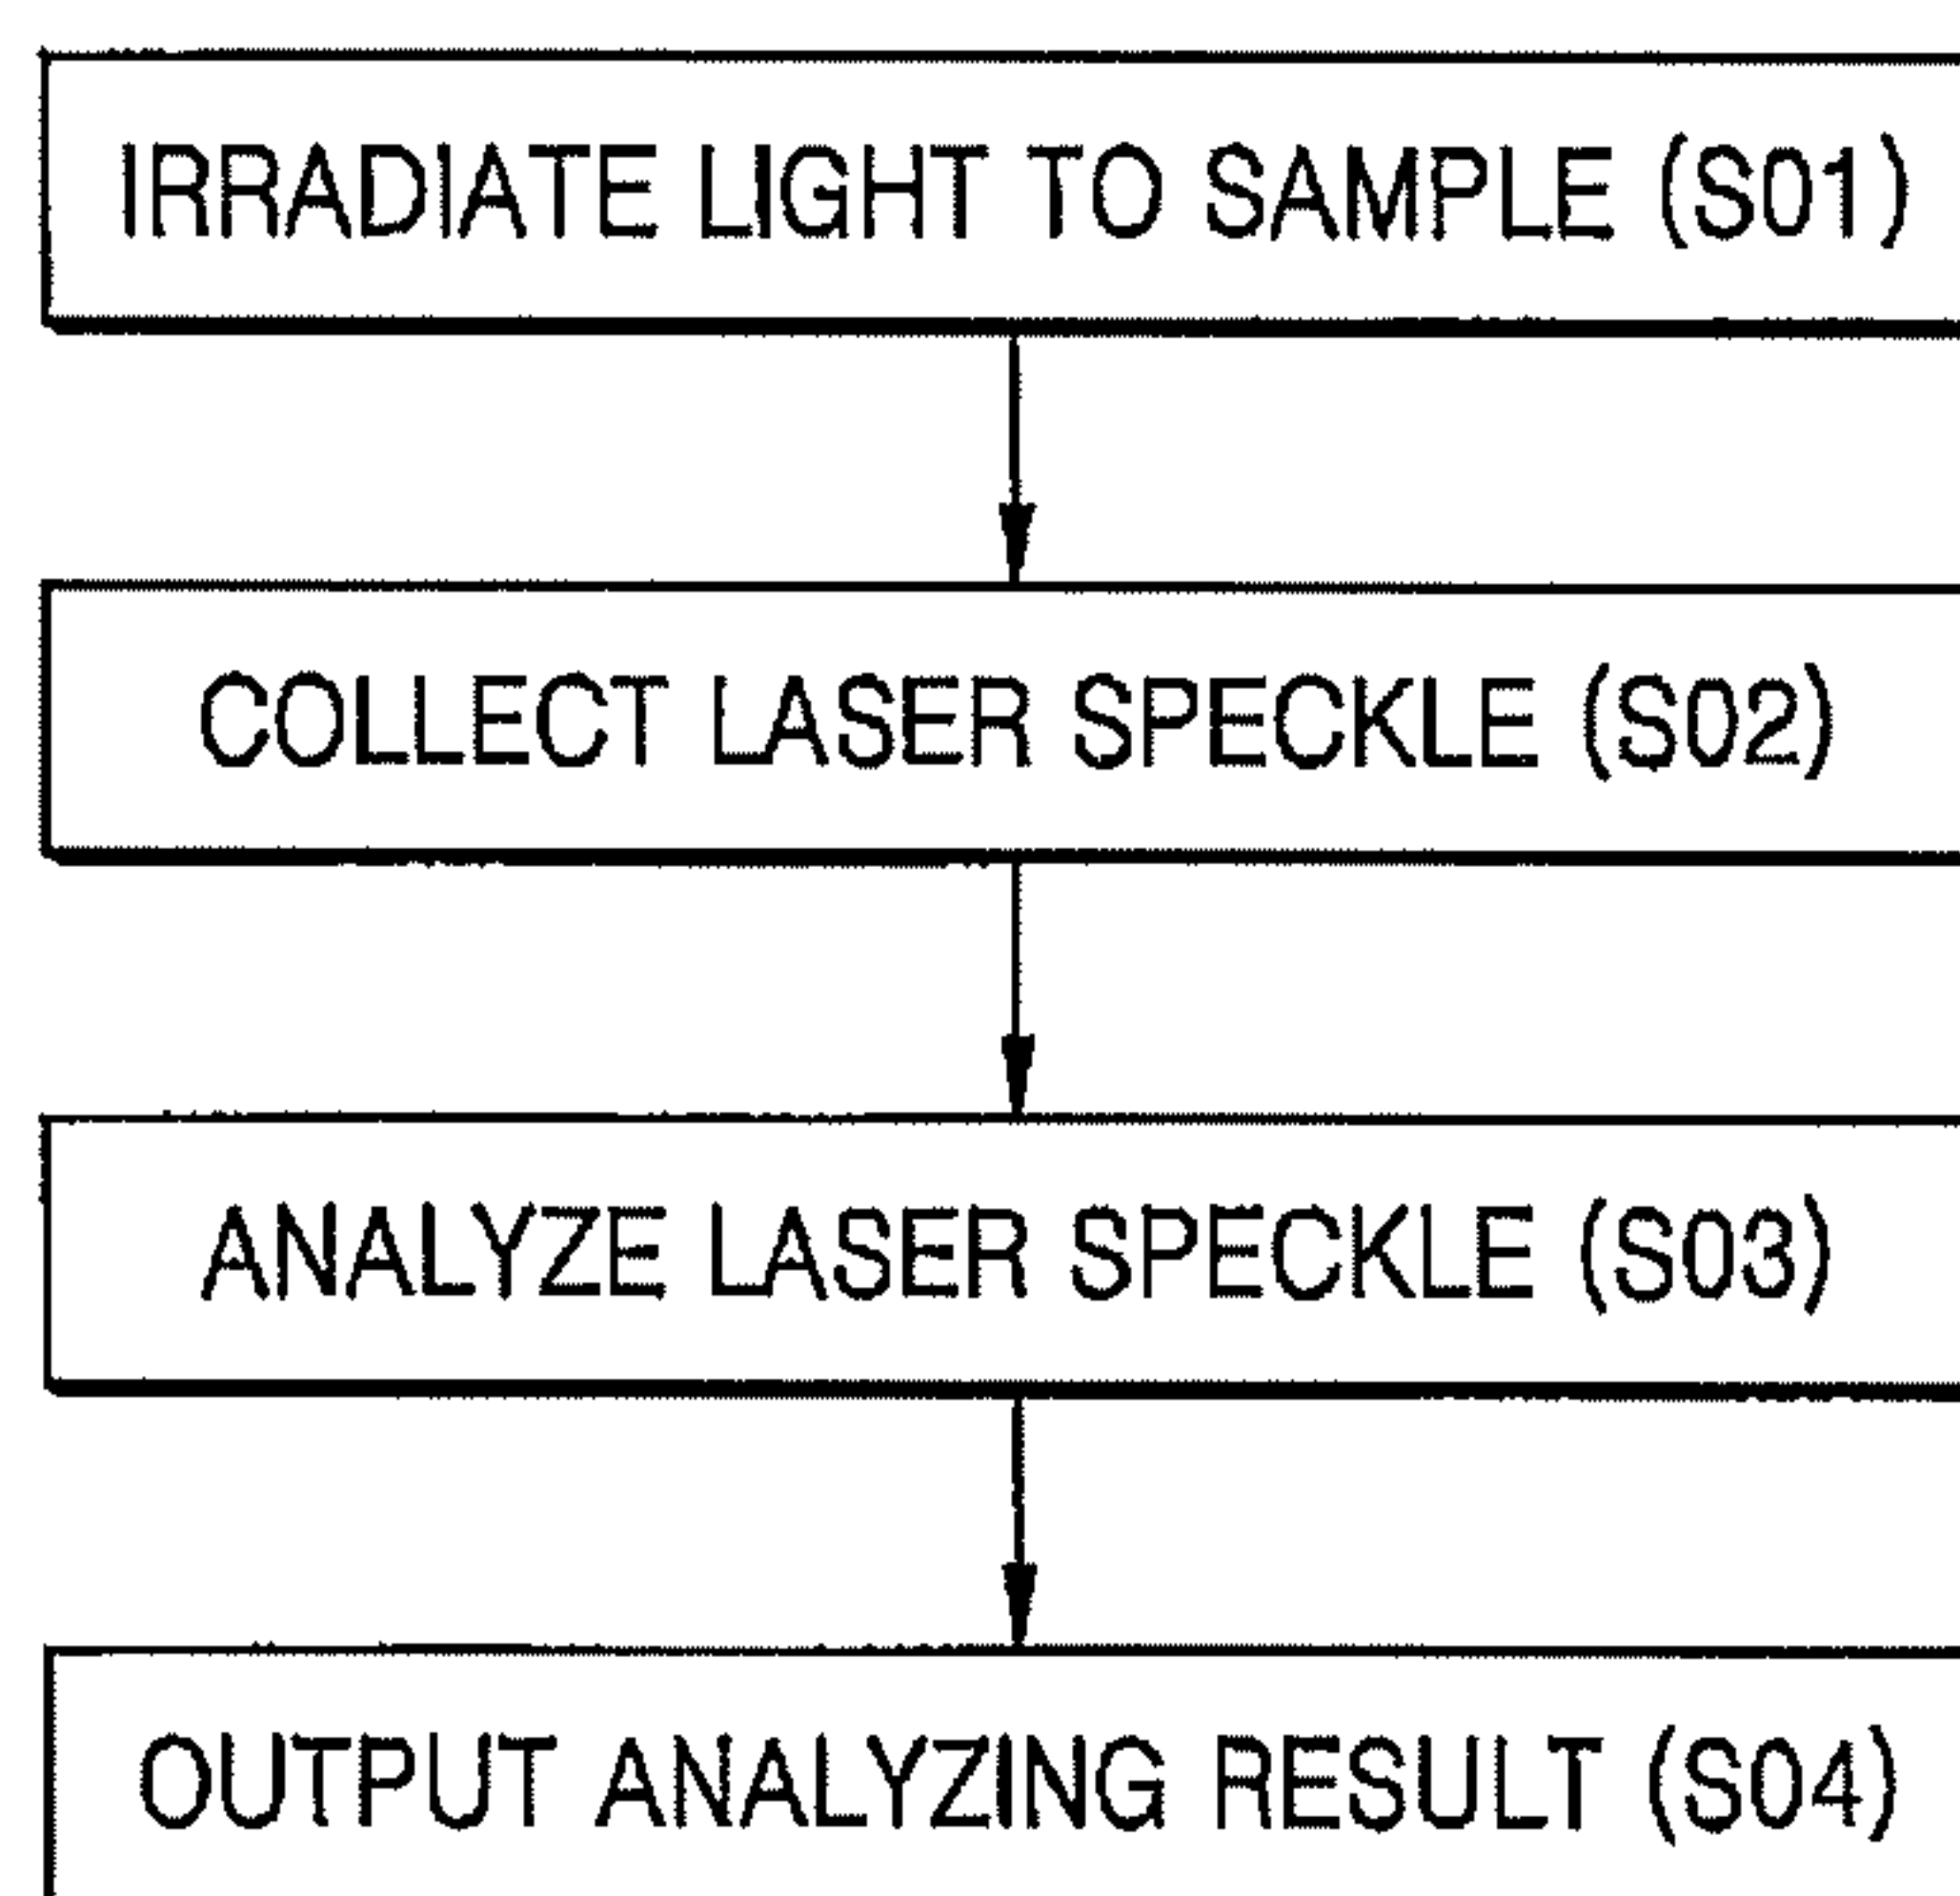 IRRADIATE LIGHT TO SAMPLE (S01)
COLLECT LASER SPECKLE (S02)
ANALYZE LASER SPECKLE (S03)
OUTPUT ANALYZING RESULT (S04)